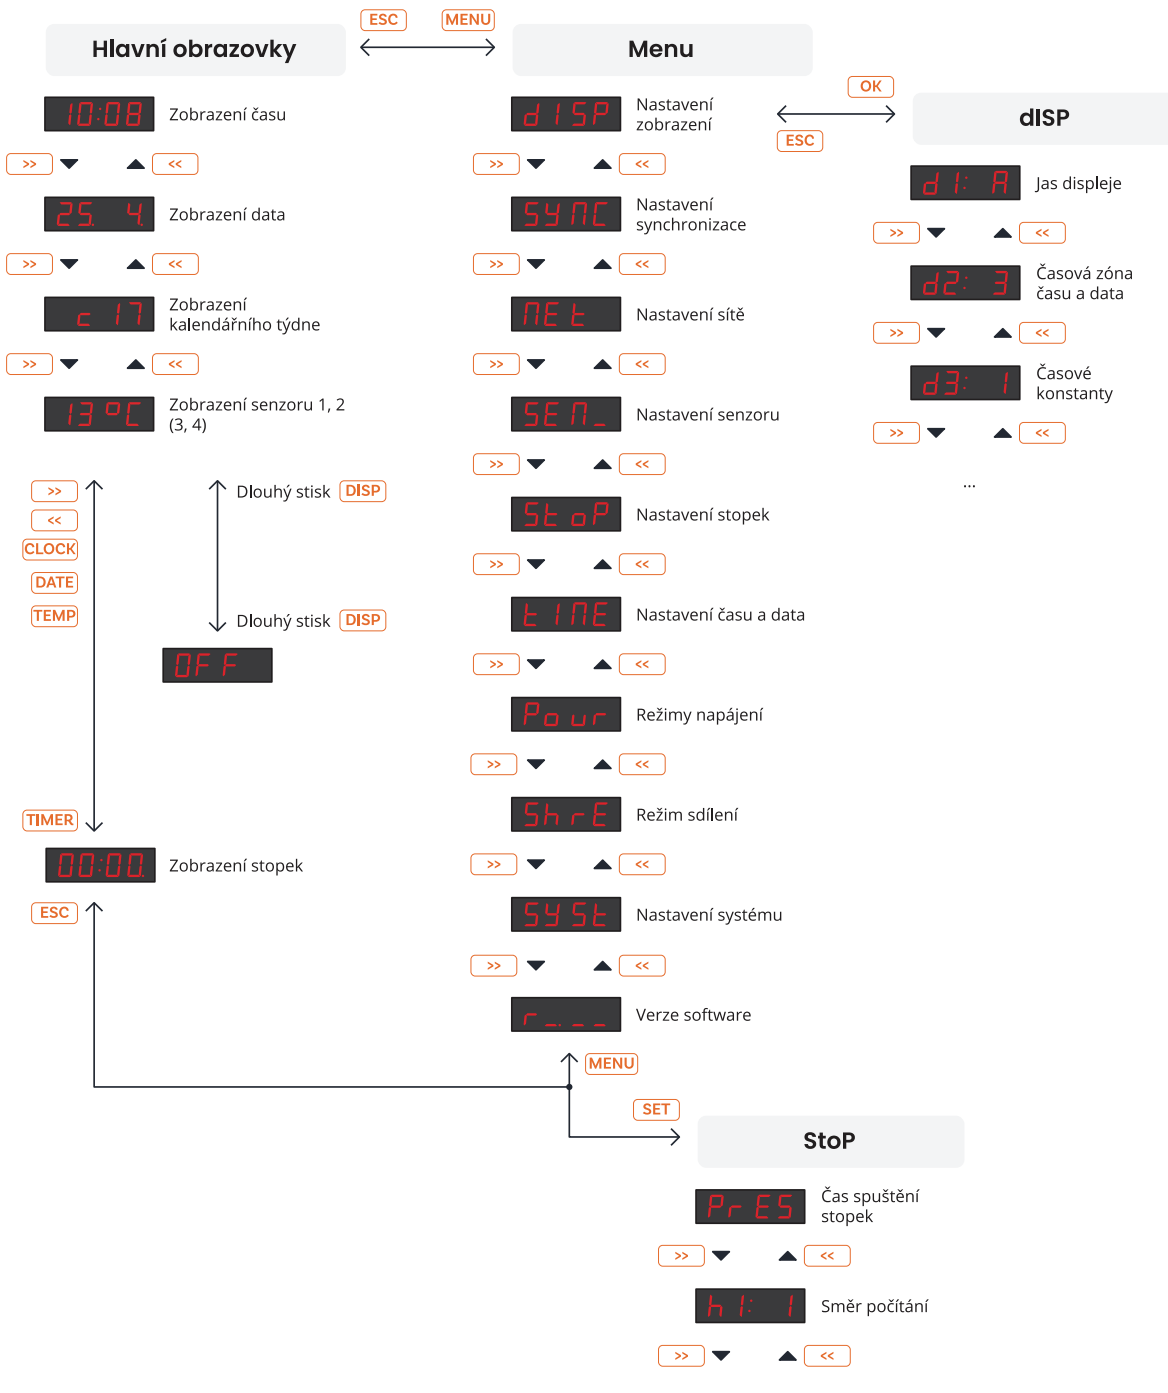 ESC MENU
Hlavní obrazovky
Menu
OK
ESC
dISP
10:08 Zobrazení času
>> <<
25. 4. Zobrazení data
>> <<
c 17 Zobrazení
kalendářního týdne
>> <<
13 °C Zobrazení senzoru 1, 2
(3, 4)
>>
<<
CLOCK
DATE
TEMP
Dlouhý stisk DISP
Dlouhý stisk DISP
OFF
TIMER
00:00. Zobrazení stopek
ESC
dISP Nastavení
zobrazení
>> <<
SYNC Nastavení
synchronizace
>> <<
NEt Nastavení sítě
>> <<
SEN_ Nastavení senzoru
>> <<
StoP Nastavení stopek
>> <<
tIME Nastavení času a data
>> <<
Pour Režimy napájení
>> <<
ShrE Režim sdílení
>> <<
SYSt Nastavení systému
>> <<
r_._ _ Verze software
MENU
d1: A Jas displeje
>> <<
d2: 3 Časová zóna
času a data
>> <<
d3: 1 Časové
konstanty
>> <<
...
SET
StoP
PrES Čas spuštění
stopek
>> <<
h1: 1 Směr počítání
>> <<